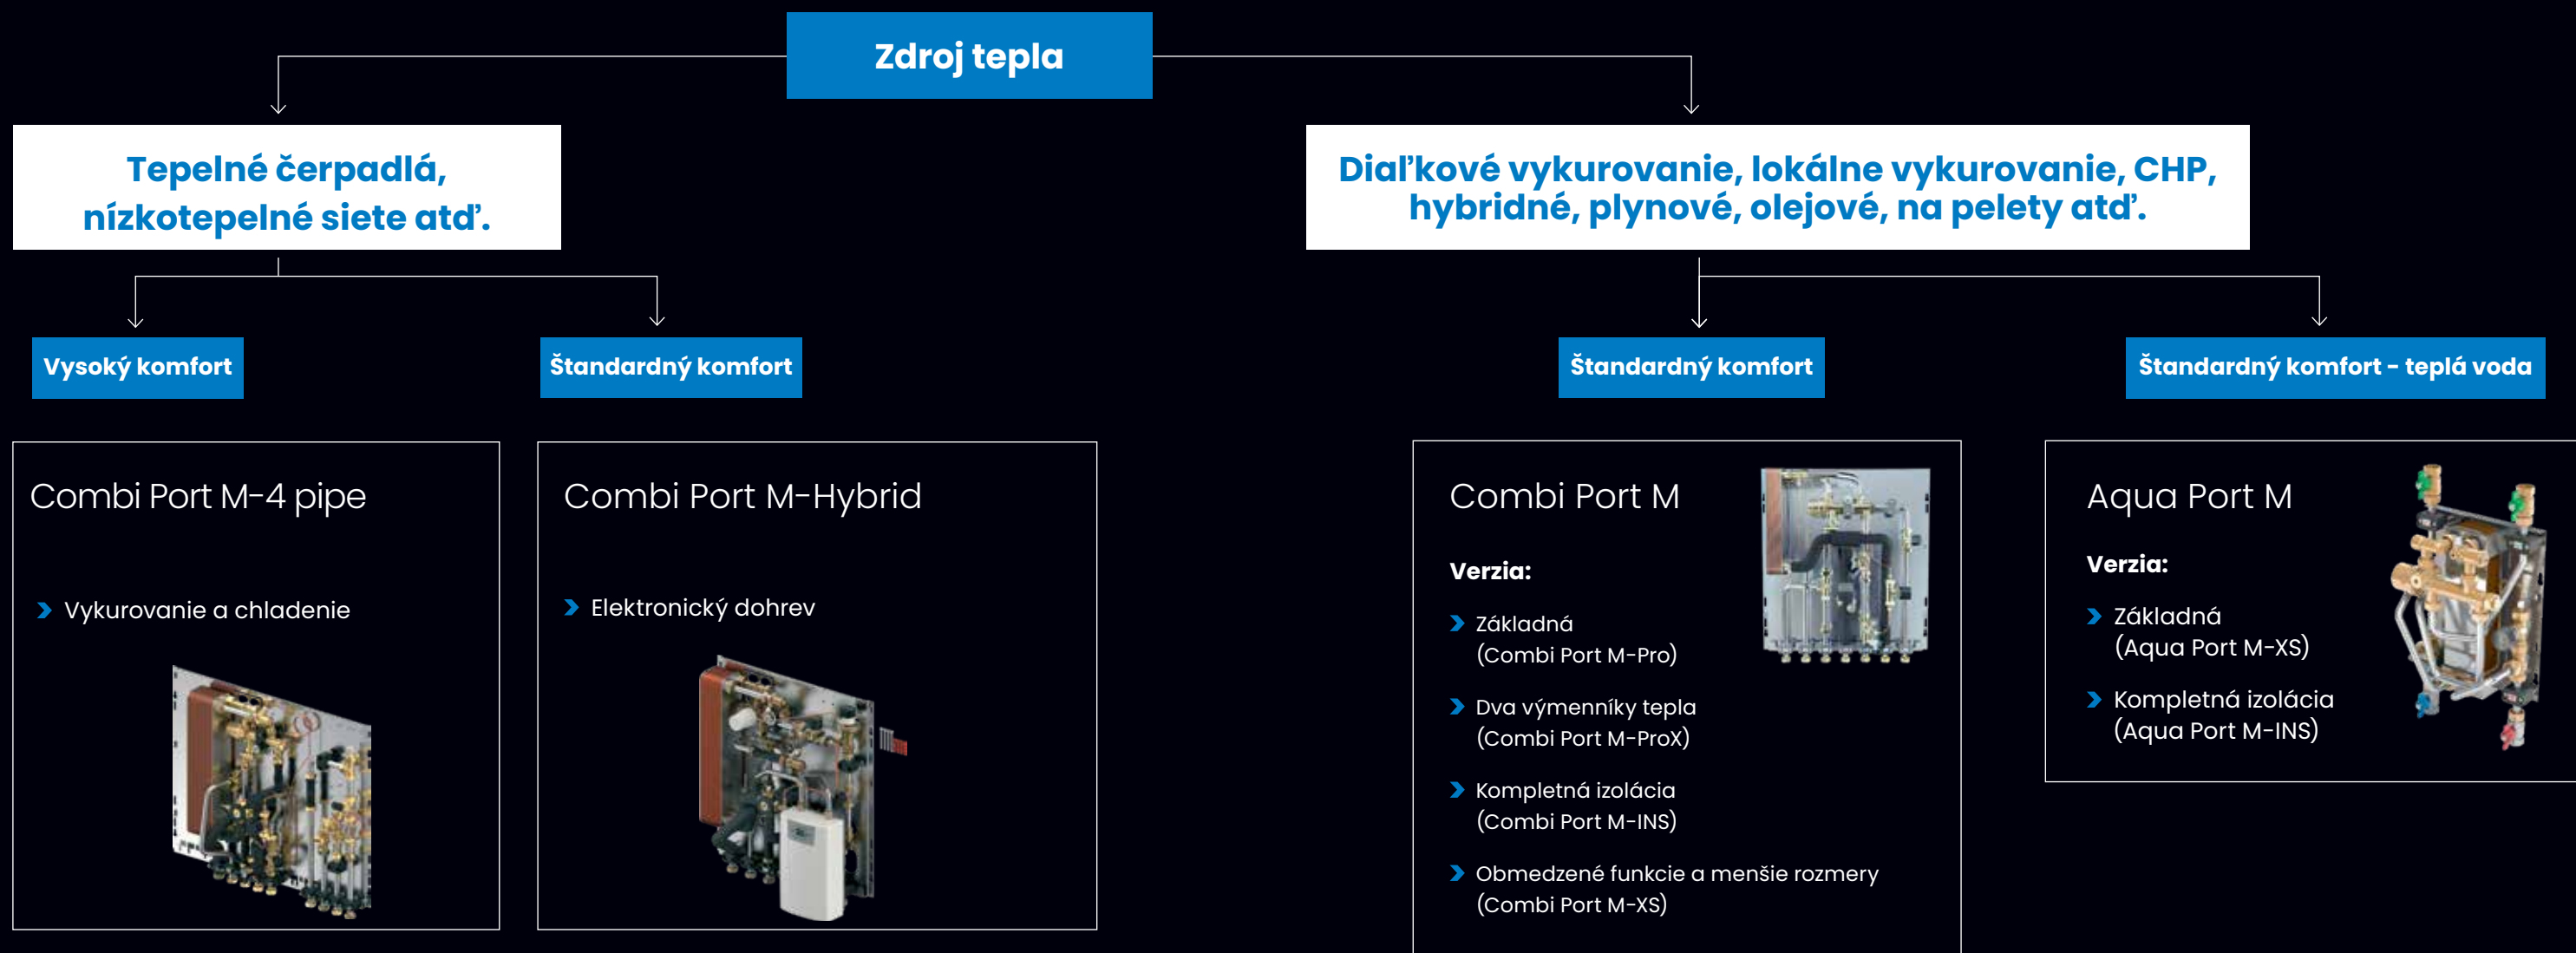 Zdroj tepla
Tepelné čerpadlá,
nízkotepelné siete atď.
Diaľkové vykurovanie, lokálne vykurovanie, CHP,
hybridné, plynové, olejové, na pelety atď.
Vysoký komfort
Štandardný komfort
Štandardný komfort
Štandardný komfort - teplá voda
Combi Port M-4 pipe
Vykurovanie a chladenie
Combi Port M-Hybrid
Elektronický dohrev
Combi Port M
Verzia:
Základná
(Combi Port M-Pro)
Dva výmenníky tepla
(Combi Port M-ProX)
Kompletná izolácia
(Combi Port M-INS)
Obmedzené funkcie a menšie rozmery
(Combi Port M-XS)
Aqua Port M
Verzia:
Základná
(Aqua Port M-XS)
Kompletná izolácia
(Aqua Port M-INS)